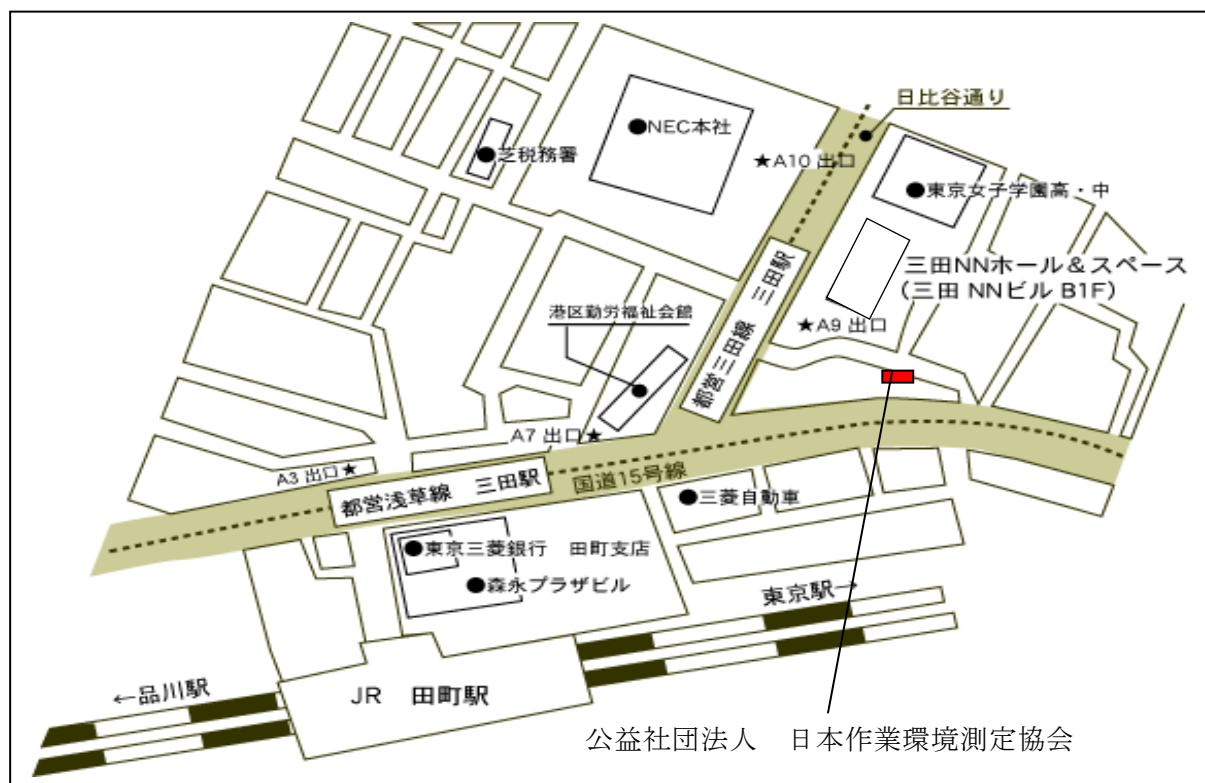 日比谷通り
●NEC本社
●芝税務署
★A10 出口
●東京女子学園高・中
三田NNホール&スペース
(三田 NNビル B1F)
都営三田線　三田駅
港区勤労福祉会館
★A9 出口
A7 出口★
A3 出口★
国道15号線
都営浅草線　三田駅
●三菱自動車
●東京三菱銀行　田町支店
●森永プラザビル
東京駅→
←品川駅
JR　田町駅
公益社団法人　日本作業環境測定協会